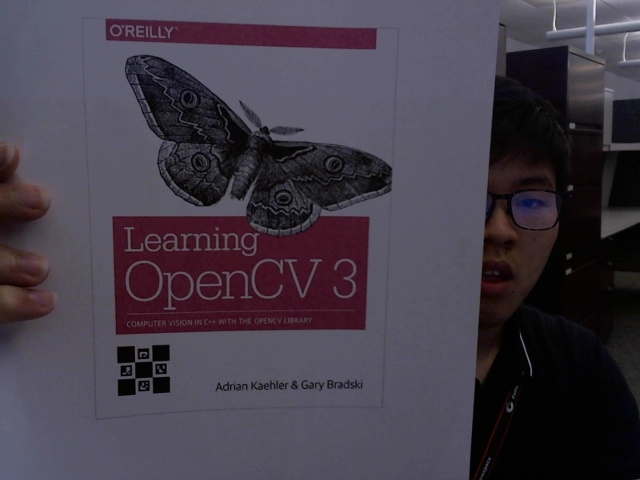 O'REILLY®
Learning
OpenCV 3
COMPUTER VISION IN C++ WITH THE OPENCV LIBRARY
Adrian Kaehler & Gary Bradski